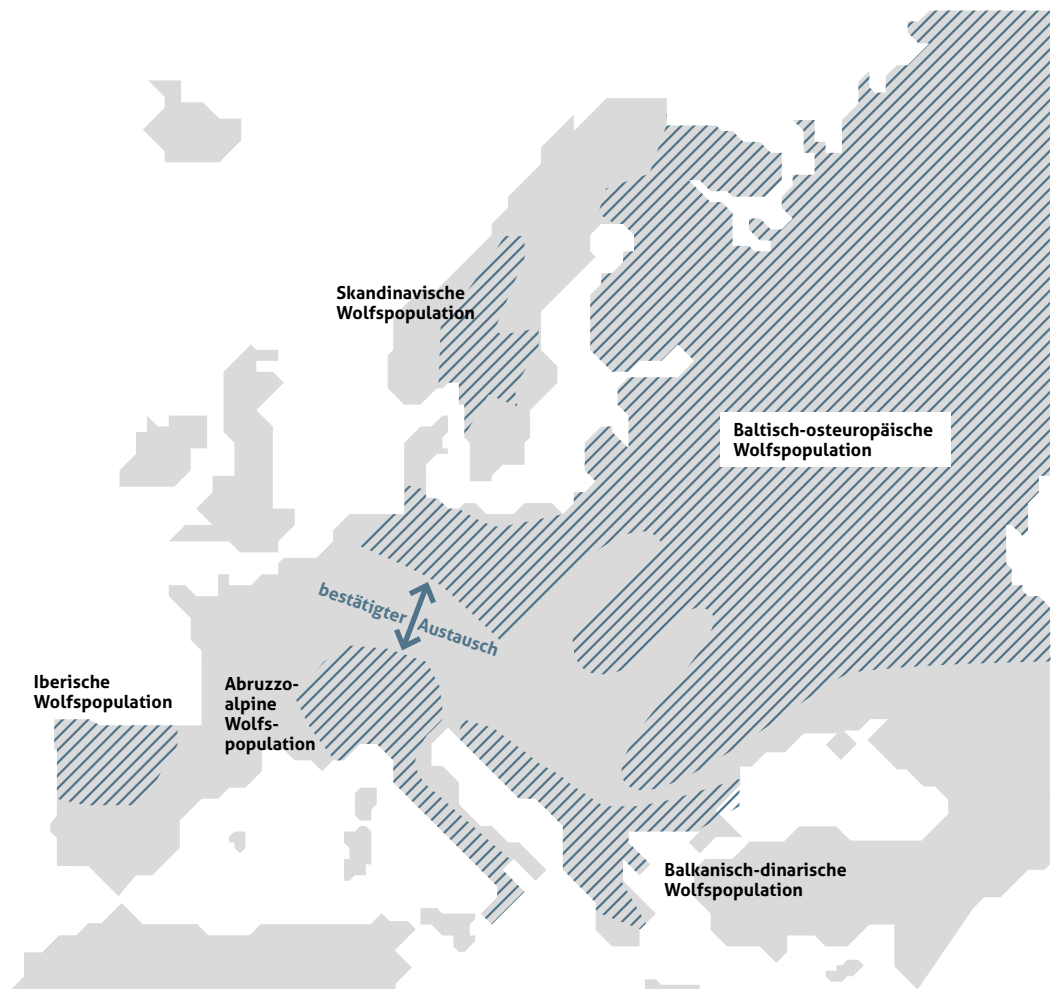 Skandinavische
Wolfspopulation
Baltisch-osteuropäische
Wolfspopulation
bestätigter Austausch
Iberische
Wolfspopulation
Abruzzo-
alpine
Wolfs-
population
Balkanisch-dinarische
Wolfspopulation